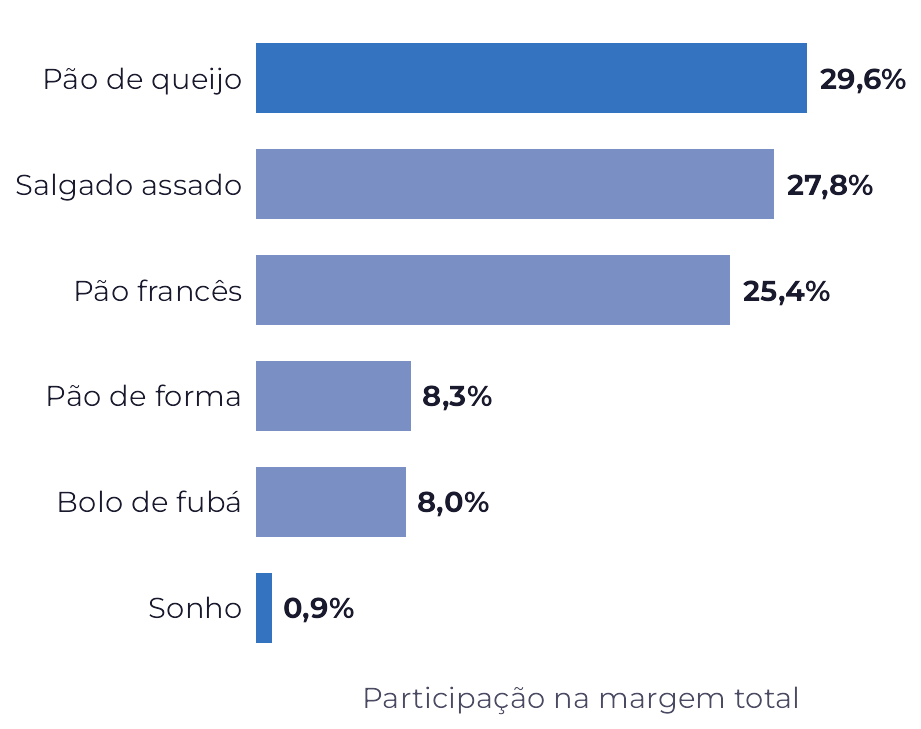 Pão de queijo 29,6%
Salgado assado 27,8%
Pão francês 25,4%
Pão de forma 8,3%
Bolo de fubá 8,0%
Sonho 0,9%
Participação na margem total